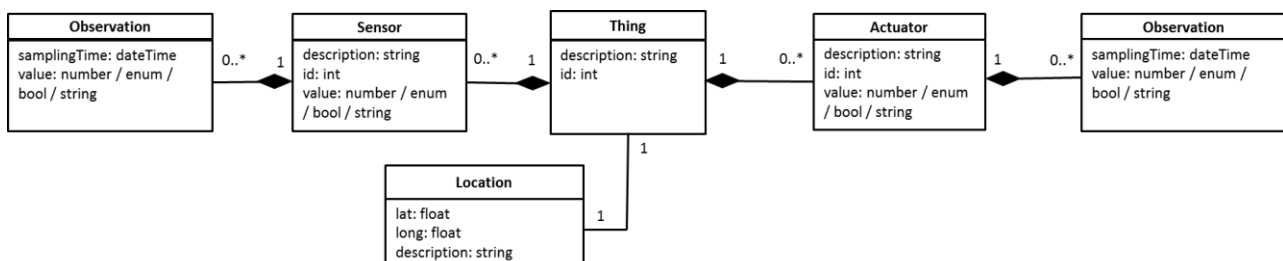 Observation
samplingTime: dateTime
value: number / enum /
bool / string
0..*
1
Sensor
description: string
id: int
value: number / enum
/ bool / string
0..*
1
Thing
description: string
id: int
1
0..*
Actuator
description: string
id: int
value: number / enum
/ bool / string
1
0..*
Observation
samplingTime: dateTime
value: number / enum /
bool / string
1
1
Location
lat: float
long: float
description: string